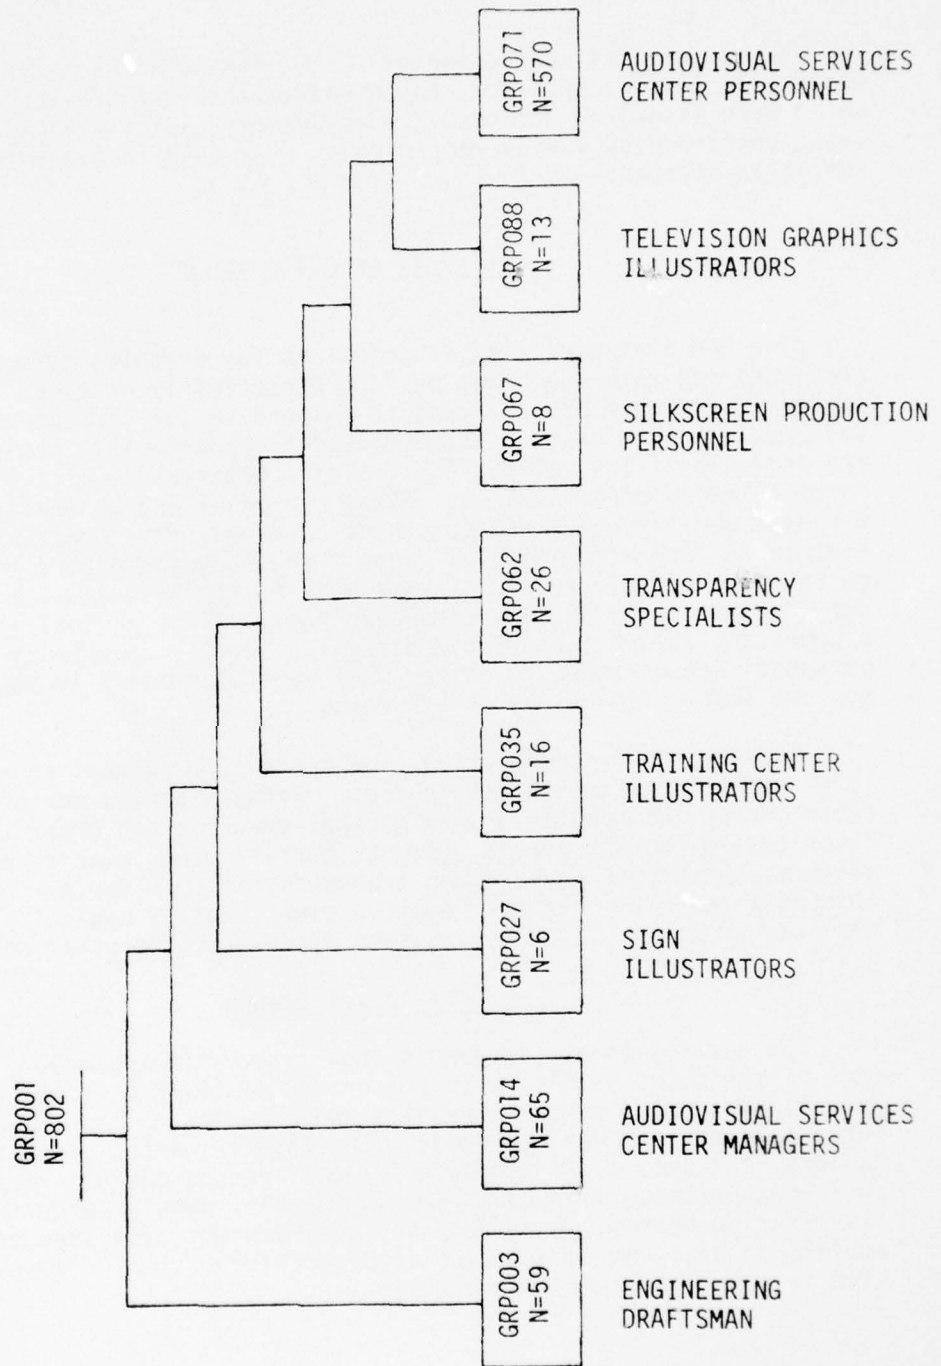 GRP001
N=802
GRP071
N=570
AUDIOVISUAL SERVICES
CENTER PERSONNEL
GRP088
N=13
TELEVISION GRAPHICS
ILLUSTRATORS
GRP067
N=8
SILKSCREEN PRODUCTION
PERSONNEL
GRP062
N=26
TRANSPARENCY
SPECIALISTS
GRP035
N=16
TRAINING CENTER
ILLUSTRATORS
GRP027
N=6
SIGN
ILLUSTRATORS
GRP014
N=65
AUDIOVISUAL SERVICES
CENTER MANAGERS
GRP003
N=59
ENGINEERING
DRAFTSMAN